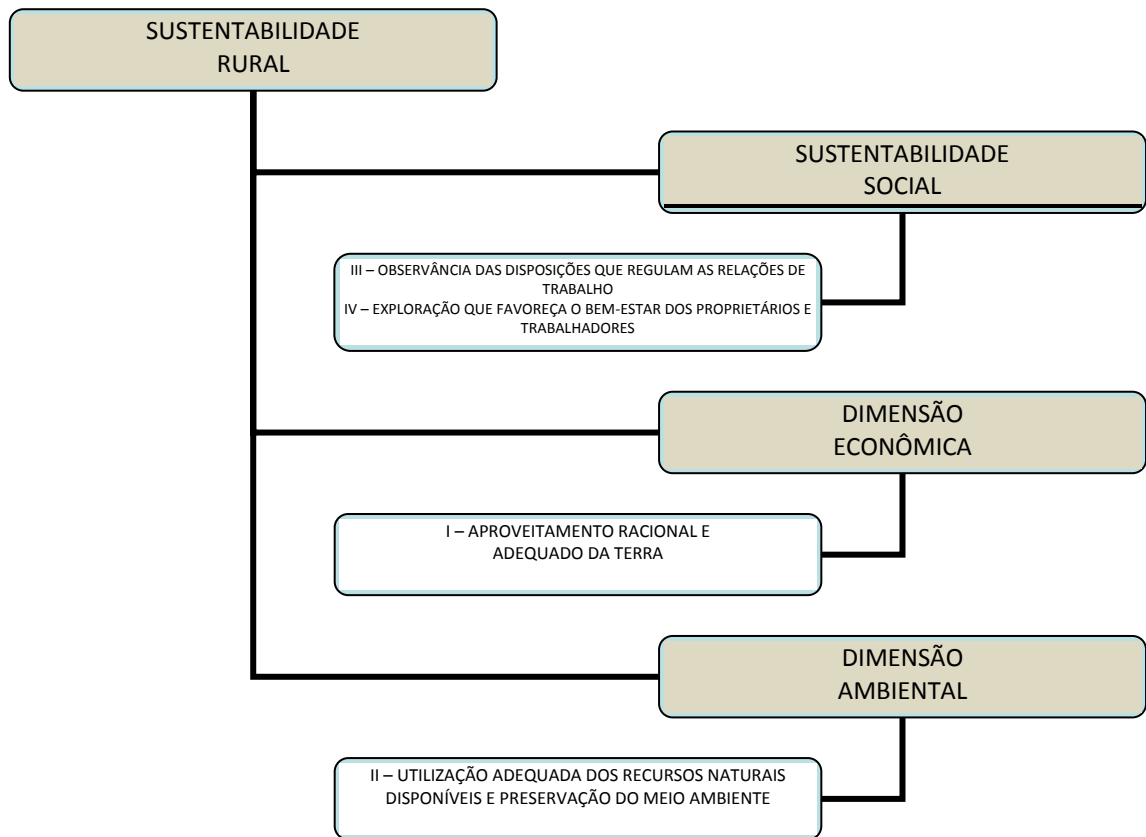 SUSTENTABILIDADE
RURAL
SUSTENTABILIDADE
SOCIAL
III – OBSERVÂNCIA DAS DISPOSIÇÕES QUE REGULAM AS RELAÇÕES DE
TRABALHO
IV – EXPLORAÇÃO QUE FAVOREÇA O BEM-ESTAR DOS PROPRIETÁRIOS E
TRABALHADORES
DIMENSÃO
ECONÔMICA
I – APROVEITAMENTO RACIONAL E
ADEQUADO DA TERRA
DIMENSÃO
AMBIENTAL
II – UTILIZAÇÃO ADEQUADA DOS RECURSOS NATURAIS
DISPONÍVEIS E PRESERVAÇÃO DO MEIO AMBIENTE